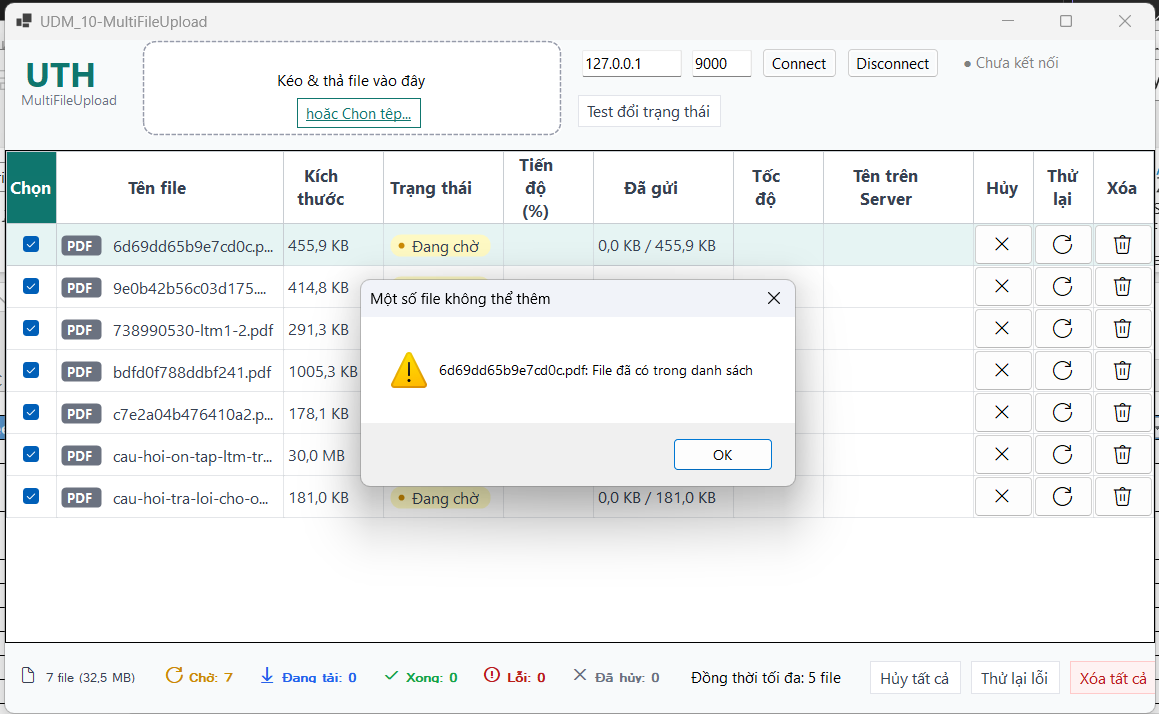 UDM_10-MultiFileUpload
UTH
MultiFileUpload
Kéo & thả file vào đây
hoặc Chọn tệp...
127.0.0.1
9000
Connect
Disconnect
● Chưa kết nối
Test đổi trạng thái
Chọn
Tên file
Kích
thước
Trạng thái
Tiến
độ
(%)
Đã gửi
Tốc
độ
Tên trên
Server
Hủy
Thử
lại
Xóa
PDF 6d69dd65b9e7cd0c.p... 455,9 KB • Đang chờ 0,0 KB / 455,9 KB
PDF 9e0b42b56c03d175.... 414,8 KB
PDF 738990530-ltm1-2.pdf 291,3 KB
PDF bdfd0f788ddbf241.pdf 1005,3 KB
PDF c7e2a04b476410a2.p... 178,1 KB
PDF cau-hoi-on-tap-ltm-tr... 30,0 MB
PDF cau-hoi-tra-loi-cho-o... 181,0 KB • Đang chờ 0,0 KB / 181,0 KB
Một số file không thể thêm
6d69dd65b9e7cd0c.pdf: File đã có trong danh sách
OK
7 file (32,5 MB)
Chờ: 7
Đang tải: 0
Xong: 0
Lỗi: 0
Đã hủy: 0
Đồng thời tối đa: 5 file
Hủy tất cả
Thử lại lỗi
Xóa tất cả